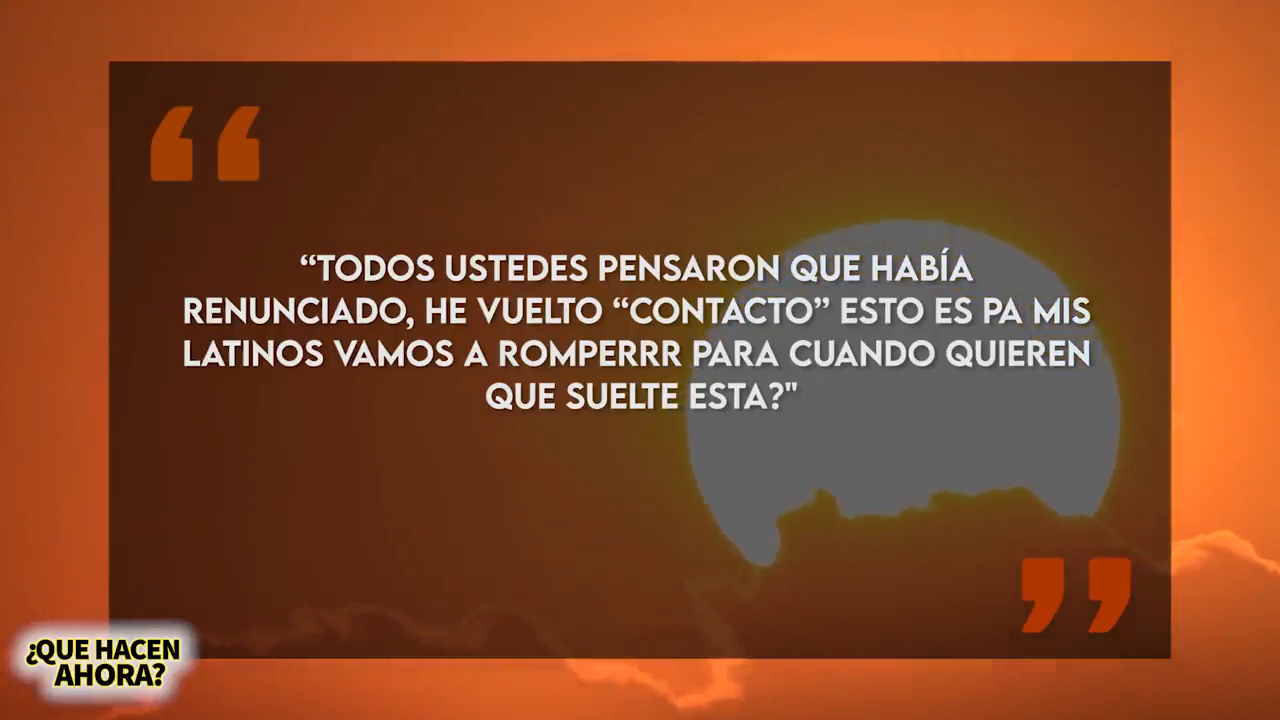 “TODOS USTEDES PENSARON QUE HABÍA
RENUNCIADO, HE VUELTO “CONTACTO” ESTO ES PA MIS
LATINOS VAMOS A ROMPERRR PARA CUANDO QUIEREN
QUE SUELTE ESTA?"
¿QUE HACEN
AHORA?